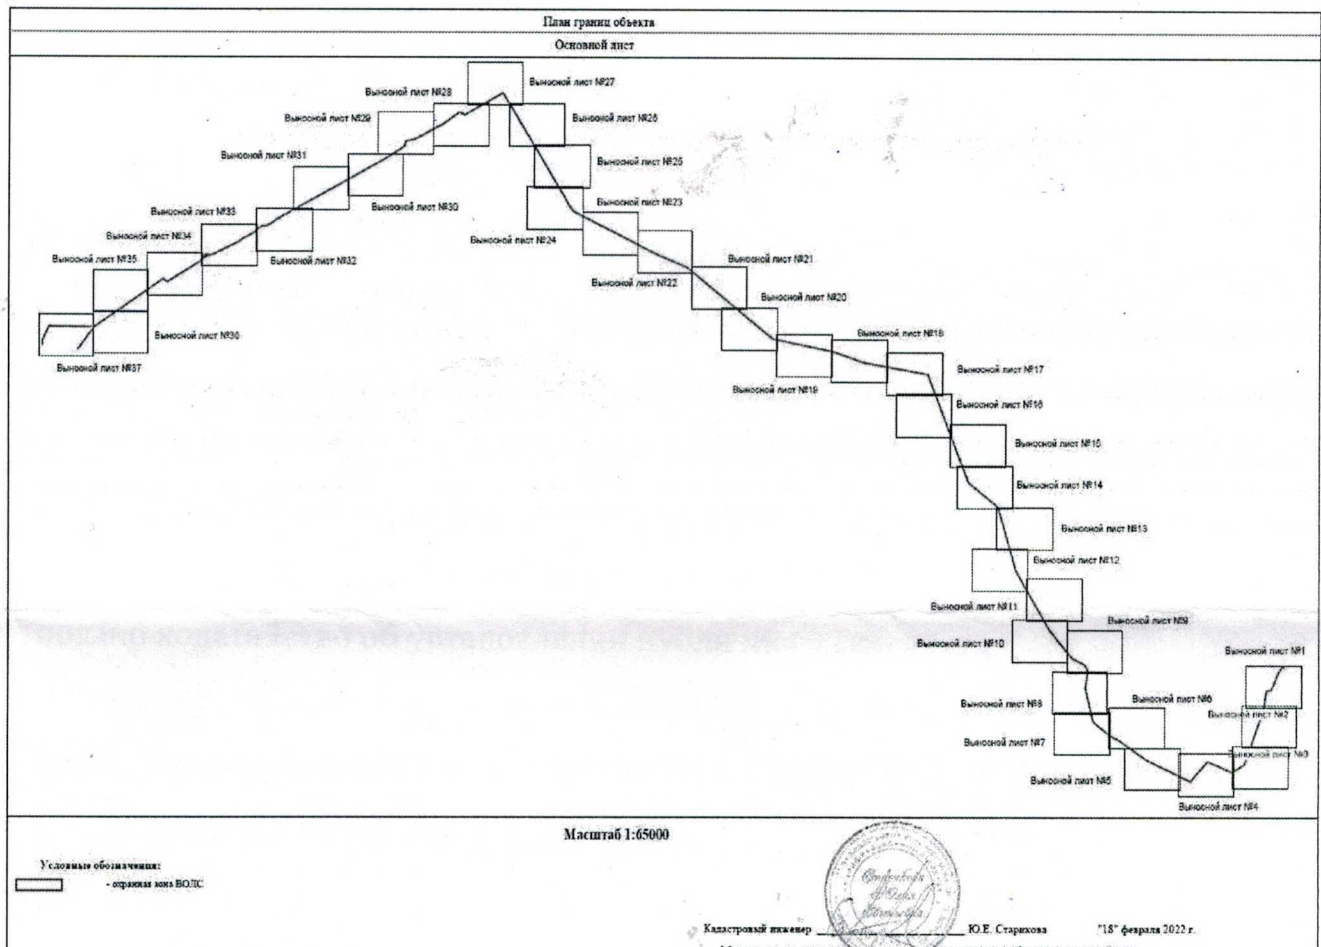 План границ объекта
Основной лист
Выносной лист №27
Выносной лист №28
Выносной лист №29
Выносной лист №26
Выносной лист №31
Выносной лист №25
Выносной лист №33
Выносной лист №30
Выносной лист №23
Выносной лист №34
Выносной лист №24
Выносной лист №35
Выносной лист №32
Выносной лист №21
Выносной лист №22
Выносной лист №20
Выносной лист №36
Выносной лист №18
Выносной лист №37
Выносной лист №17
Выносной лист №19
Выносной лист №16
Выносной лист №15
Выносной лист №14
Выносной лист №13
Выносной лист №12
Выносной лист №11
Выносной лист №9
Выносной лист №10
Выносной лист №1
Выносной лист №6
Выносной лист №8
Выносной лист №2
Выносной лист №7
Выносной лист №3
Выносной лист №5
Выносной лист №4
Масштаб 1:65000
Условные обозначения:
- охранная зона ВОЛС
Кадастровый инженер Ю.Е. Старикова "18" февраля 2022 г.